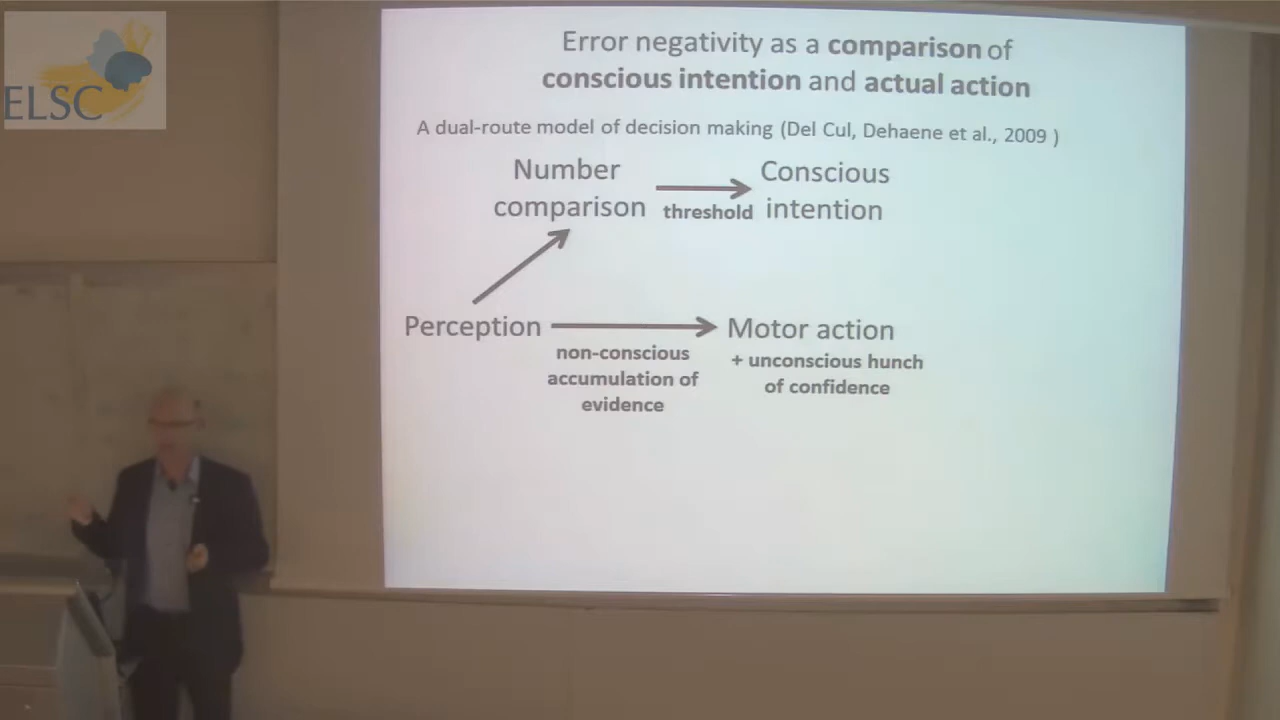 ELSC
Error negativity as a comparison of
conscious intention and actual action
A dual-route model of decision making (Del Cul, Dehaene et al., 2009 )
Number
comparison
threshold
Conscious
intention
Perception
non-conscious
accumulation of
evidence
Motor action
+ unconscious hunch
of confidence